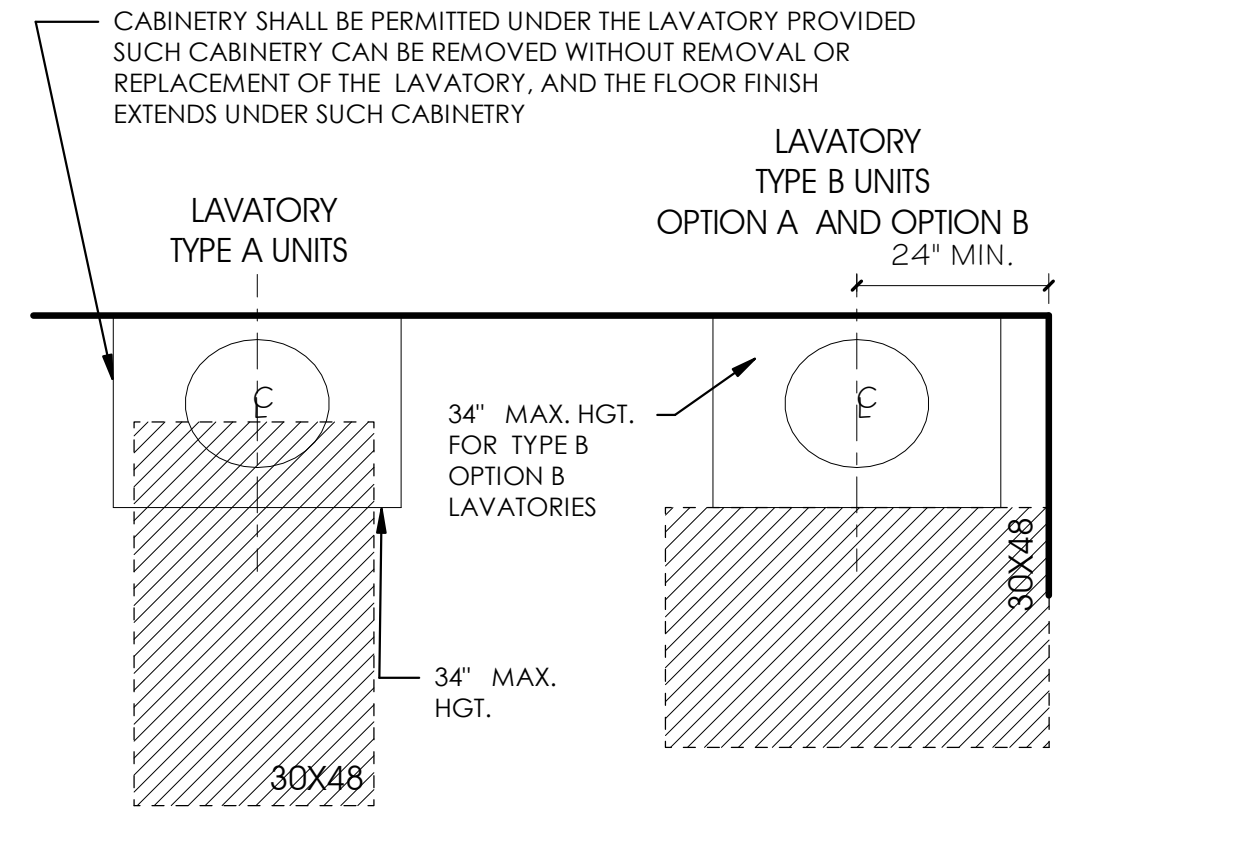 CABINETRY SHALL BE PERMITTED UNDER THE LAVATORY PROVIDED
SUCH CABINETRY CAN BE REMOVED WITHOUT REMOVAL OR
REPLACEMENT OF THE LAVATORY, AND THE FLOOR FINISH
EXTENDS UNDER SUCH CABINETRY
LAVATORY
TYPE A UNITS
LAVATORY
TYPE B UNITS
OPTION A AND OPTION B
24" MIN.
CL
CL
34" MAX. HGT.
FOR TYPE B
OPTION B
LAVATORIES
30X48
34" MAX.
HGT.
30X48